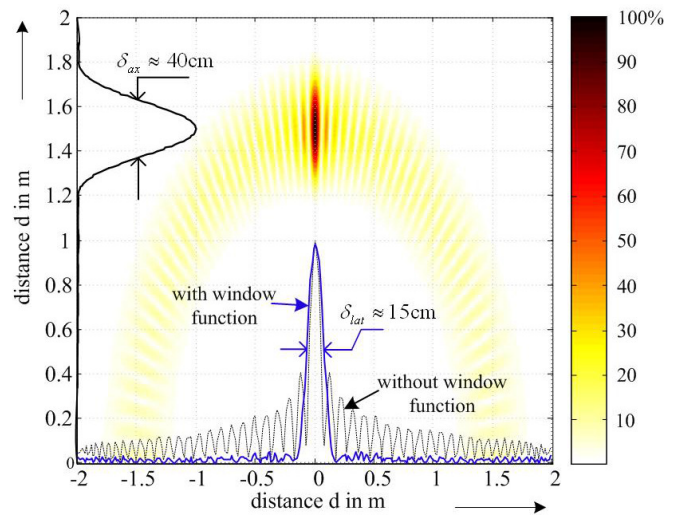 2
1.8
1.6
1.4
1.2
1
0.8
0.6
0.4
0.2
0
distance d in m
δax ≈ 40cm
with window
function
δlat ≈ 15cm
without window
function
-2 -1.5 -1 -0.5 0 0.5 1 1.5 2
distance d in m
100%
90
80
70
60
50
40
30
20
10